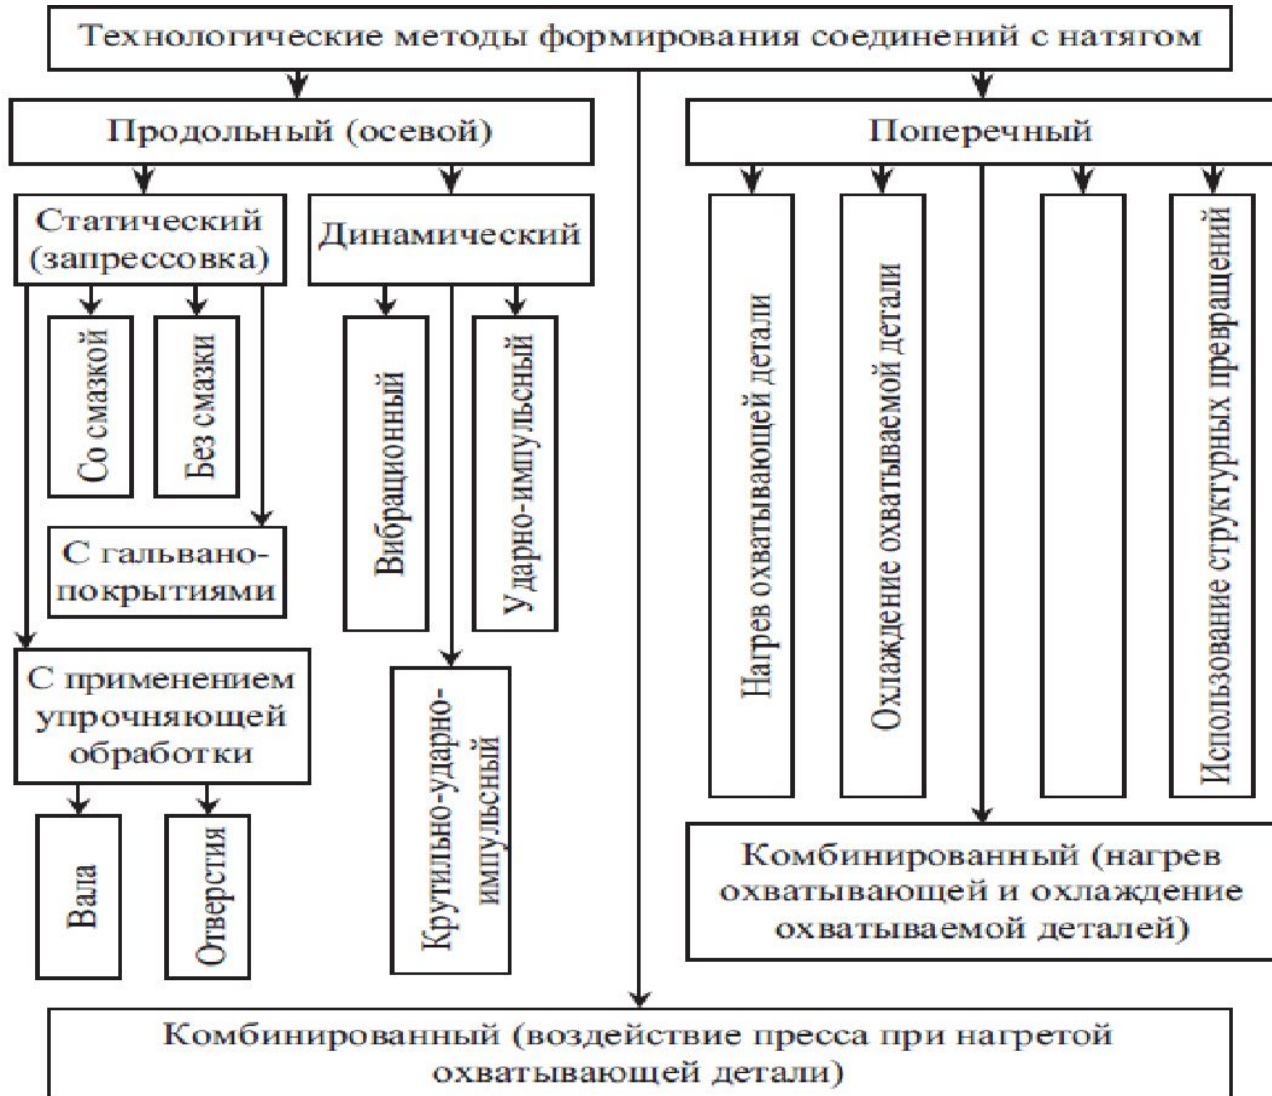 Технологические методы формирования соединений с натягом
Продольный (осевой)
Поперечный
Статический
(запрессовка)
Динамический
Со смазкой
Без смазки
С гальвано-
покрытиями
С применением
упрочняющей
обработки
Вала
Отверстия
Вибрационный
Ударно-импульсный
Крутильно-ударно-
импульсный
Нагрев охватывающей детали
Охлаждение охватываемой детали
Использование структурных превращений
Комбинированный (нагрев
охватывающей и охлаждение
охватываемой деталей)
Комбинированный (воздействие пресса при нагретой
охватывающей детали)